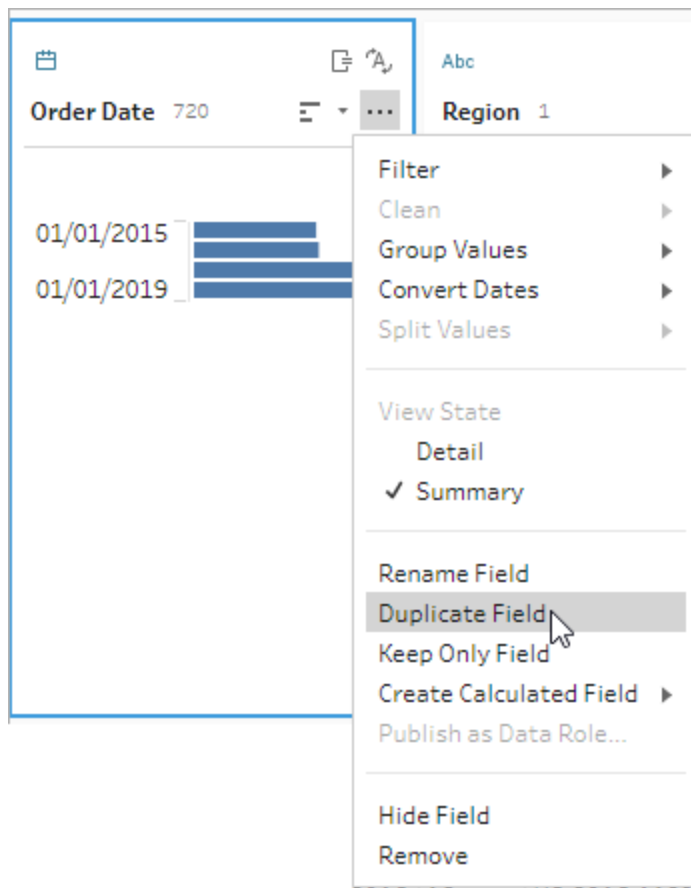 Abc
Order Date 720
Region 1
01/01/2015
01/01/2019
Filter
Clean
Group Values
Convert Dates
Split Values
View State
Detail
✓ Summary
Rename Field
Duplicate Field
Keep Only Field
Create Calculated Field
Publish as Data Role...
Hide Field
Remove